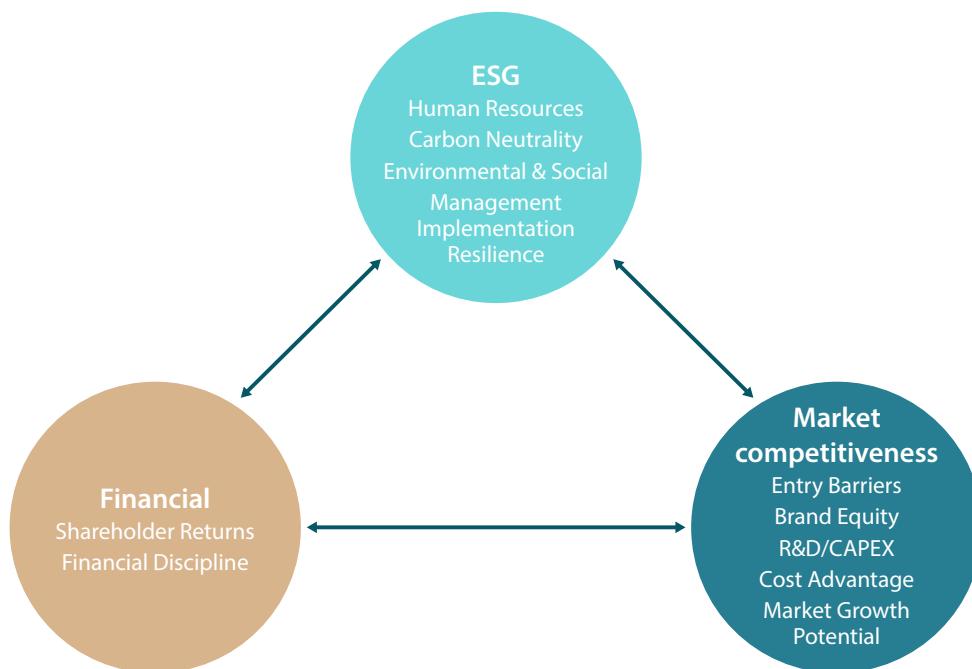 ESG
Human Resources
Carbon Neutrality
Environmental & Social
Management
Implementation
Resilience
Financial
Shareholder Returns
Financial Discipline
Market
competitiveness
Entry Barriers
Brand Equity
R&D/CAPEX
Cost Advantage
Market Growth
Potential